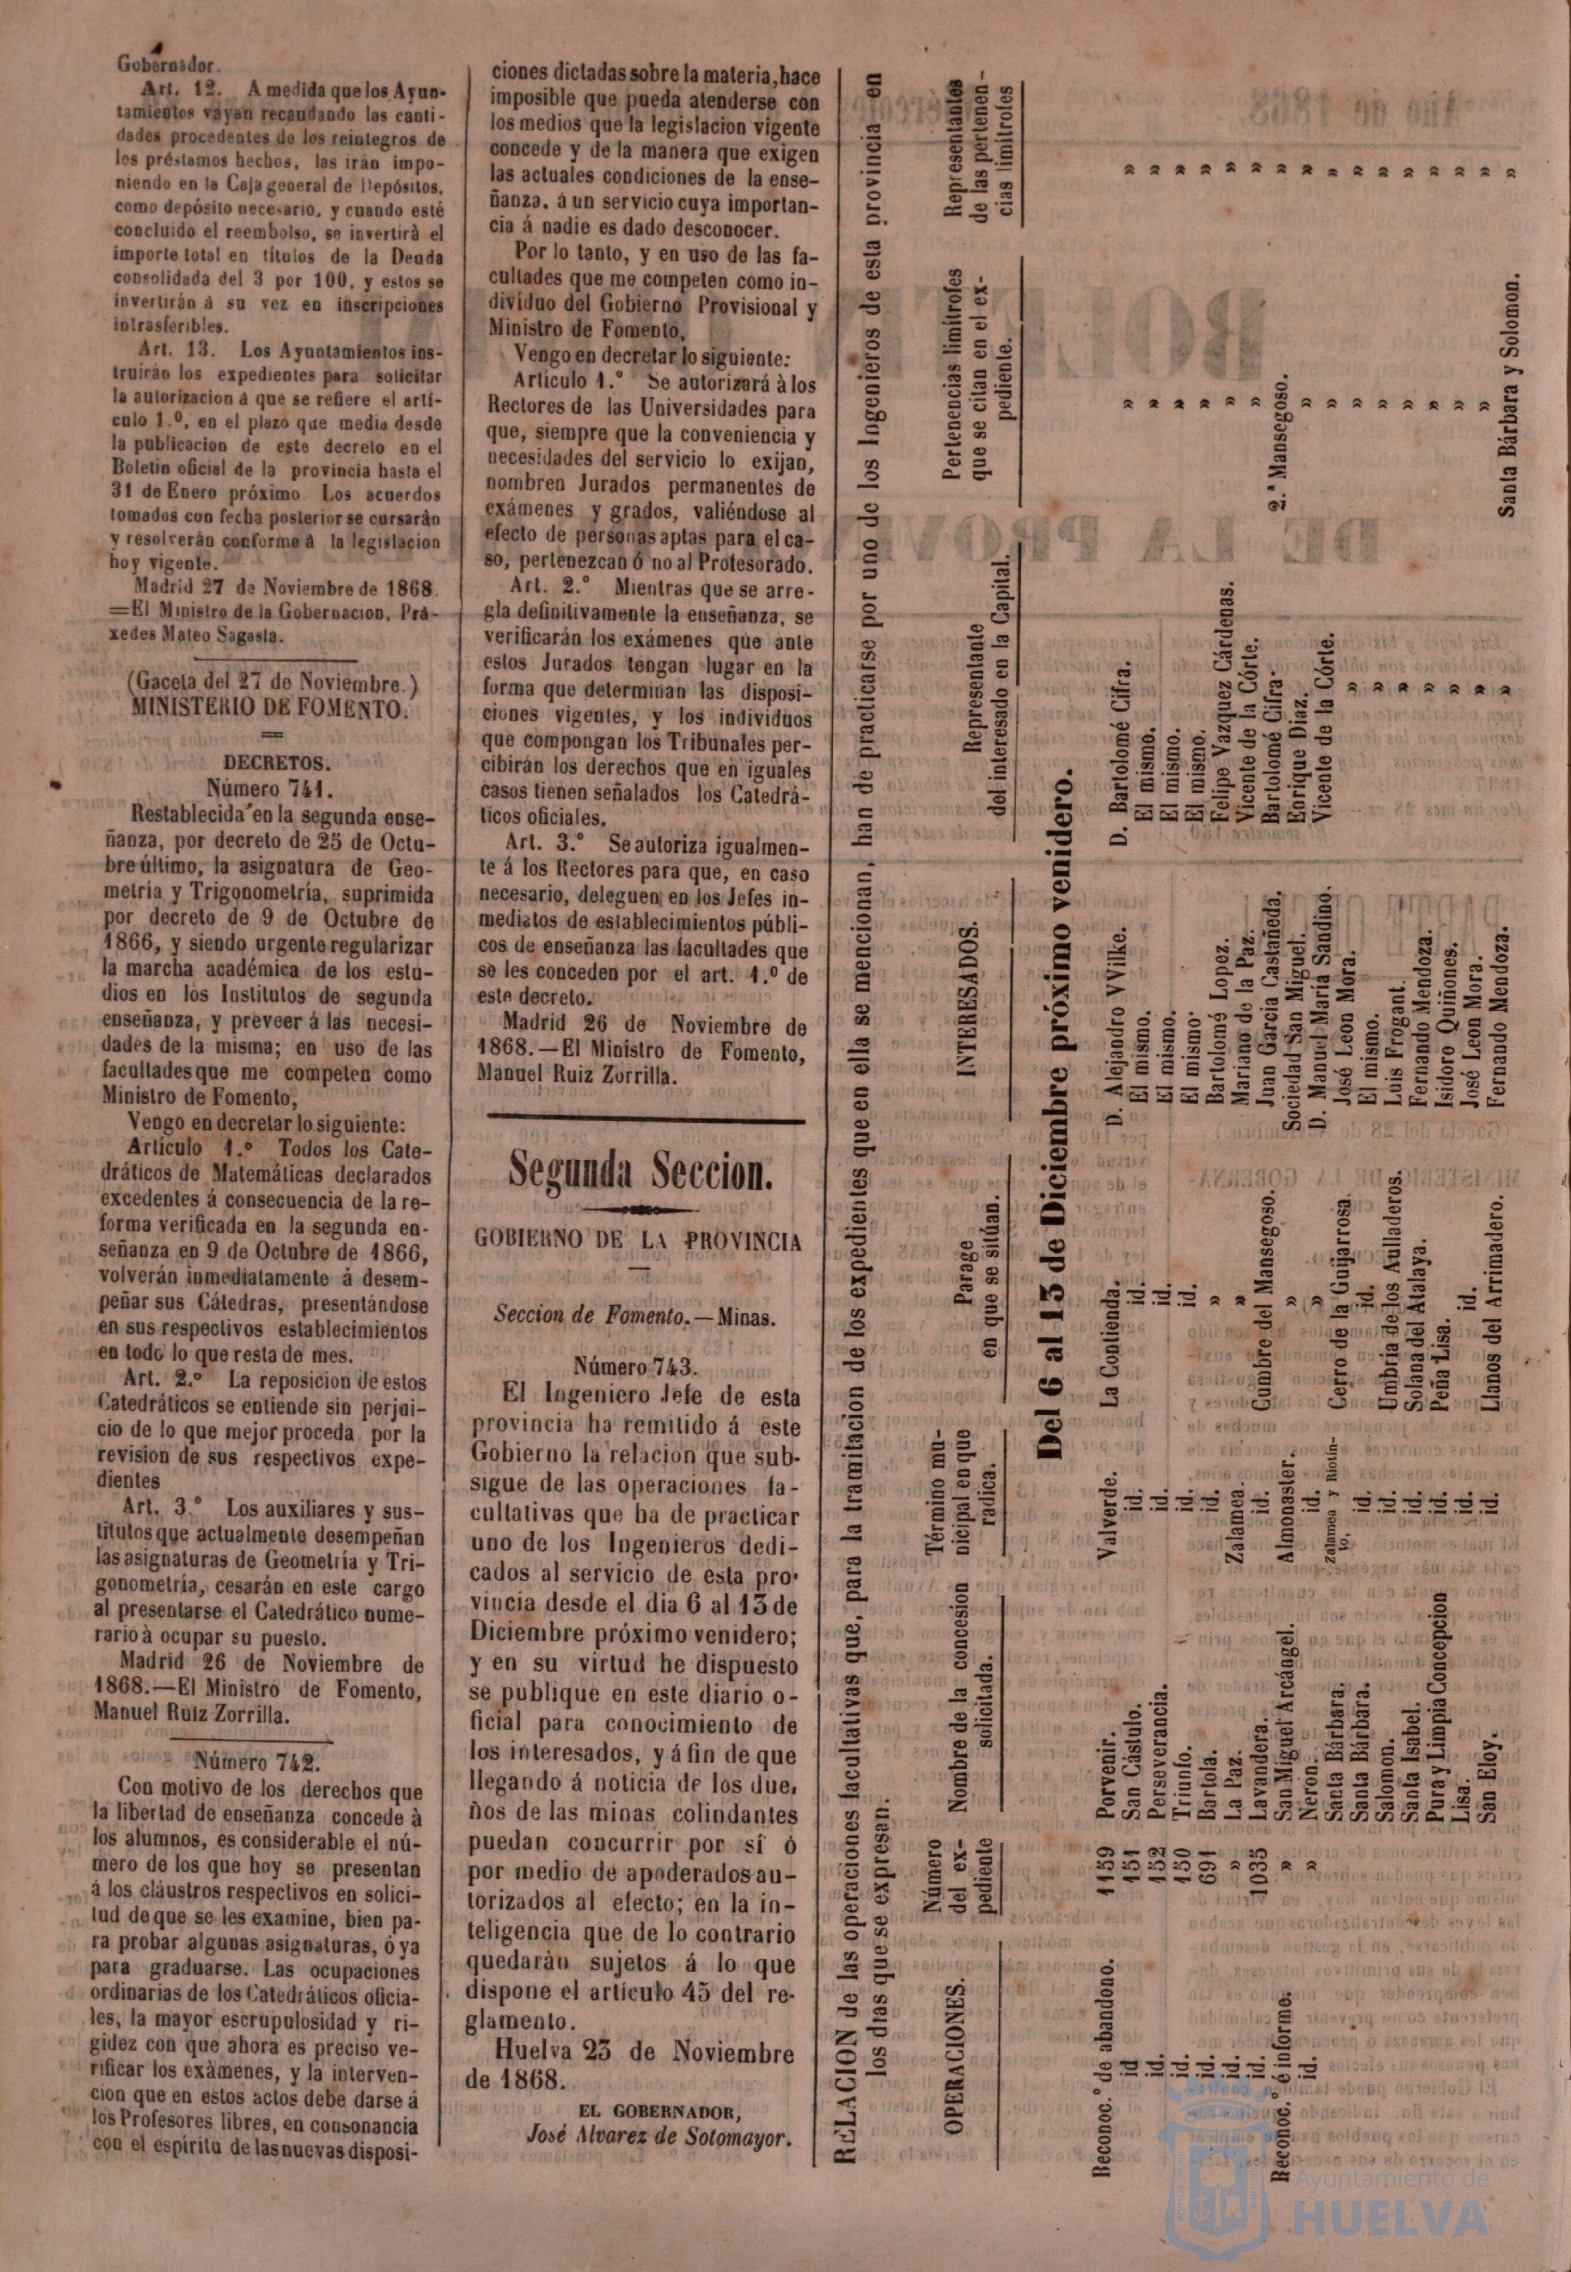 Gobernador.
Art. 12. A medida que los Ayun-
tamientos vayan recaudando las canti-
dades procedentes de los reintegros de
los préstamos hechos, las irán impo-
niendo en la Caja general de Depósitos,
como depósito necesario, y cuando esté
concluido el reembolso, se invertirà el
importe total en titulos de la Deuda
consolidada del 3 por 100, y estos se
invertirán á su vez en inscripciones
intrasferibles.
Art. 13. Los Ayuntamientos ins-
truirán los expedientes para solicitar
la autorizacion á que se refiere el artí-
culo 1.º, en el plazo que media desde
la publicacion de este decreto en el
Boletin oficial de la provincia hasta el
31 de Enero próximo. Los acuerdos
tomados con fecha posterior se cursarán
y resolverán conforme á la legislacion
hoy vigente.
Madrid 27 de Noviembre de 1868.
=El Ministro de la Gobernacion, Prá-
xedes Mateo Sagasta.
(Gaceta del 27 de Noviembre.)
MINISTERIO DE FOMENTO.
DECRETOS.
Número 741.
Restablecida en la segunda ense-
ñanza, por decreto de 25 de Octu-
bre último, la asignatura de Geo-
metría y Trigonometría, suprimida
por decreto de 9 de Octubre de
1866, y siendo urgente regularizar
la marcha académica de los estu-
dios en los Institutos de segunda
enseñanza, y preveer á las necesi-
dades de la misma; en uso de las
facultades que me competen como
Ministro de Fomento,
Vengo en decretar lo siguiente:
Artículo 1.º Todos los Cate-
dráticos de Matemáticas declarados
excedentes á consecuencia de la re-
forma verificada en la segunda en-
señanza en 9 de Octubre de 1866,
volverán inmediatamente á desem-
peñar sus Cátedras, presentándose
en sus respectivos establecimientos
en todo lo que resta de mes.
Art. 2.º La reposicion de estos
Catedráticos se entiende sin perjui-
cio de lo que mejor proceda por la
revision de sus respectivos expe-
dientes
Art. 3.º Los auxiliares y sus-
titutos que actualmente desempeñan
las asignaturas de Geometría y Tri-
gonometría, cesarán en este cargo
al presentarse el Catedrático nume-
rario à ocupar su puesto.
Madrid 26 de Noviembre de
1868.—El Ministro de Fomento,
Manuel Ruiz Zorrilla.
Número 742.
Con motivo de los derechos que
la libertad de enseñanza concede à
los alumnos, es considerable el nú-
mero de los que hoy se presentan
á los cláustros respectivos en solici-
tud de que se les examine, bien pa-
ra probar algunas asignaturas, ó ya
para graduarse. Las ocupaciones
ordinarias de los Catedráticos oficia-
les, la mayor escrupulosidad y ri-
gidez con que ahora es preciso ve-
rificar los exàmenes, y la interven-
cion que en estos actos debe darse á
los Profesores libres, en consonancia
con el espíritu de las nuevas disposi-
ciones dictadas sobre la materia, hace
imposible que pueda atenderse con
los medios que la legislacion vigente
concede y de la manera que exigen
las actuales condiciones de la ense-
ñanza, á un servicio cuya importan-
cia á nadie es dado desconocer.
Por lo tanto, y en uso de las fa-
cultades que me competen como in-
dividuo del Gobierno Provisional y
Ministro de Fomento,
Vengo en decretar lo siguiente:
Artículo 1.º Se autorizará à los
Rectores de las Universidades para
que, siempre que la conveniencia y
necesidades del servicio lo exijan,
nombren Jurados permanentes de
exámenes y grados, valiéndose al
efecto de personas aptas para el ca-
so, pertenezcan ó no al Profesorado.
Art. 2.º Mientras que se arre-
gla definitivamente la enseñanza, se
verificarán los exámenes que ante
estos Jurados tengan lugar en la
forma que determinan las disposi-
ciones vigentes, y los individuos
que compongan los Tribunales per-
cibirán los derechos que en iguales
casos tienen señalados los Catedrá-
ticos oficiales.
Art. 3.º Se autoriza igualmen-
te á los Rectores para que, en caso
necesario, deleguen en los Jefes in-
mediatos de establecimientos públi-
cos de enseñanza las facultades que
se les conceden por el art. 1.º de
este decreto.
Madrid 26 de Noviembre de
1868.—El Ministro de Fomento,
Manuel Ruiz Zorrilla.
Segunda Seccion.
GOBIERNO DE LA PROVINCIA
Seccion de Fomento.—Minas.
Número 743.
El Ingeniero Jefe de esta
provincia ha remitido á este
Gobierno la relacion que sub-
sigue de las operaciones fa-
cultativas que ha de practicar
uno de los Ingenieros dedi-
cados al servicio de esta pro-
vincia desde el dia 6 al 13 de
Diciembre próximo venidero;
y en su virtud he dispuesto
se publique en este diario o-
ficial para conocimiento de
los interesados, y á fin de que
llegando á noticia de los due-
ños de las minas colindantes
puedan concurrir por sí ó
por medio de apoderados au-
torizados al efecto; en la in-
teligencia que de lo contrario
quedarán sujetos á lo que
dispone el artículo 45 del re-
glamento.
Huelva 23 de Noviembre
de 1868.
EL GOBERNADOR,
José Alvarez de Sotomayor.
RELACION de las operaciones facultativas que, para la tramitacion de los expedientes que en ella se mencionan, han de practicarse por uno de los Ingenieros de esta provincia en
los dias que se expresan.
OPERACIONES. Número del ex- pediente Nombre de la concesion solicitada. Término mu- nicipal en que radica. Parage en que se sitúan. INTERESADOS. Representante del interesado en la Capital. Pertenencias limítrofes que se citan en el ex- pediente. Representantes de las pertenen- cias limítrofes
Del 6 al 13 de Diciembre próximo venidero.
Reconoc.º de abandono. 1159 Porvenir. Valverde. La Contienda. D. Alejandro Wilke. D. Bartolomé Cifra. » »
id 151 San Cástulo. id. id. El mismo. El mismo. » »
id. 152 Perseverancia. id. id. El mismo. El mismo. » »
id. 150 Triunfo. id. id. El mismo. El mismo. » »
id. 691 Bartola. id. » Bartolomé Lopez. Felipe Vazquez Cárdenas. » »
id. » La Paz. Zalamea. » Mariano de la Paz. Vicente de la Córte. » »
id. 1035 Lavandera. id. Cumbre del Mansegoso. Juan García Castañeda. Bartolomé Cifra. 2.ª Mansegoso. »
Reconoc.º é informe. » San Miguel Arcángel. Almonaster. » Sociedad San Miguel. Enrique Diaz. » »
id. » Neron. id. » D. Manuel María Sandino. Vicente de la Córte. » »
Santa Bárbara. Zalamea y Riotin- to, Cerro de la Guijarrosa. José Leon Mora. » » »
Santa Bárbara. id. id. El mismo. » » »
Salomon. id. Umbría de los Aulladeros. Luis Frogant. » » »
Santa Isabel. id. Solana del Atalaya. Fernando Mendoza. » » »
Pura y Limpia Concepcion id. Peña Lisa. Isidoro Quiñones. » » »
Lisa. id. id. José Leon Mora. » » »
San Eloy. id. Llanos del Arrimadero. Fernando Mendoza. » Santa Bárbara y Solomon. »
Ayuntamiento de
HUELVA